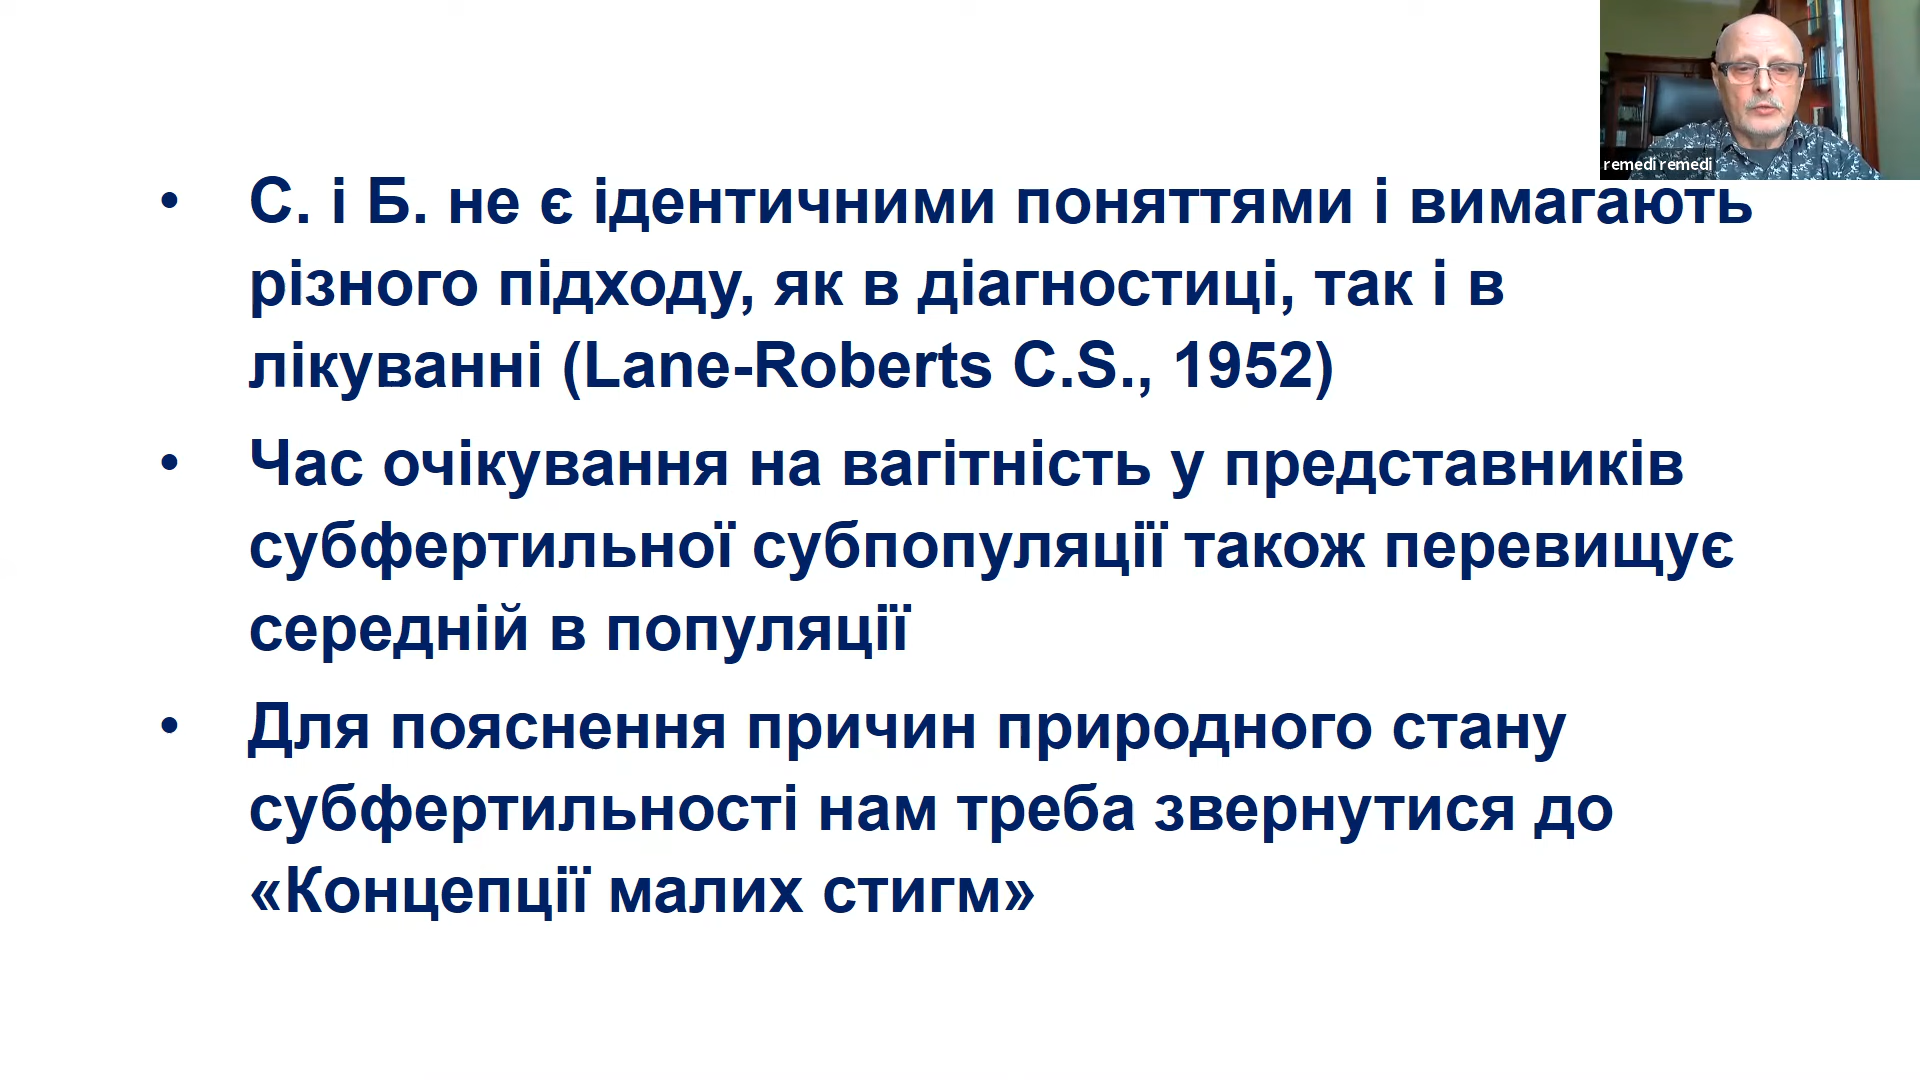 remedi remedi
• С. і Б. не є ідентичними поняттями і вимагають
різного підходу, як в діагностиці, так і в
лікуванні (Lane-Roberts C.S., 1952)
• Час очікування на вагітність у представників
субфертильної субпопуляції також перевищує
середній в популяції
• Для пояснення причин природного стану
субфертильності нам треба звернутися до
«Концепції малих стигм»